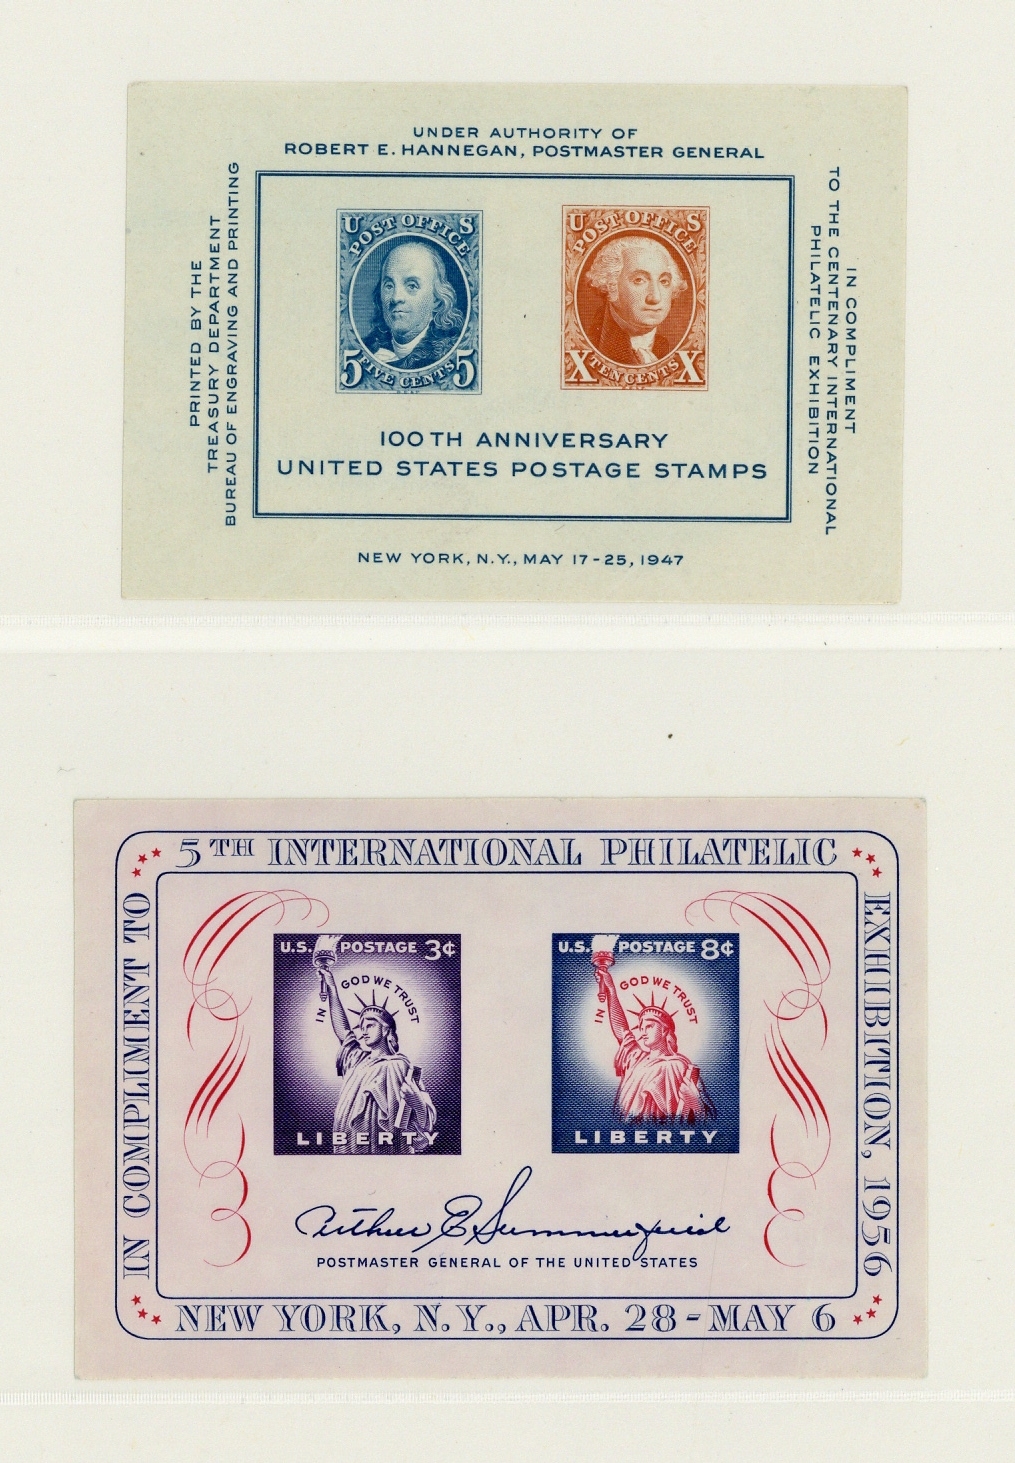 UNDER AUTHORITY OF
ROBERT E. HANNEGAN, POSTMASTER GENERAL
PRINTED BY THE
TREASURY DEPARTMENT
BUREAU OF ENGRAVING AND PRINTING
U S
POST OFFICE
5 FIVE CENTS 5
U S
POST OFFICE
X TEN CENTS X
100TH ANNIVERSARY
UNITED STATES POSTAGE STAMPS
IN COMPLIMENT
TO THE CENTENARY INTERNATIONAL
PHILATELIC EXHIBITION
NEW YORK, N.Y., MAY 17-25, 1947
IN COMPLIMENT TO
5TH INTERNATIONAL PHILATELIC
EXHIBITION, 1956
U.S. POSTAGE 3¢
IN GOD WE TRUST
LIBERTY
U.S. POSTAGE 8¢
IN GOD WE TRUST
LIBERTY
Arthur E Summerfield
POSTMASTER GENERAL OF THE UNITED STATES
NEW YORK, N.Y., APR. 28-MAY 6